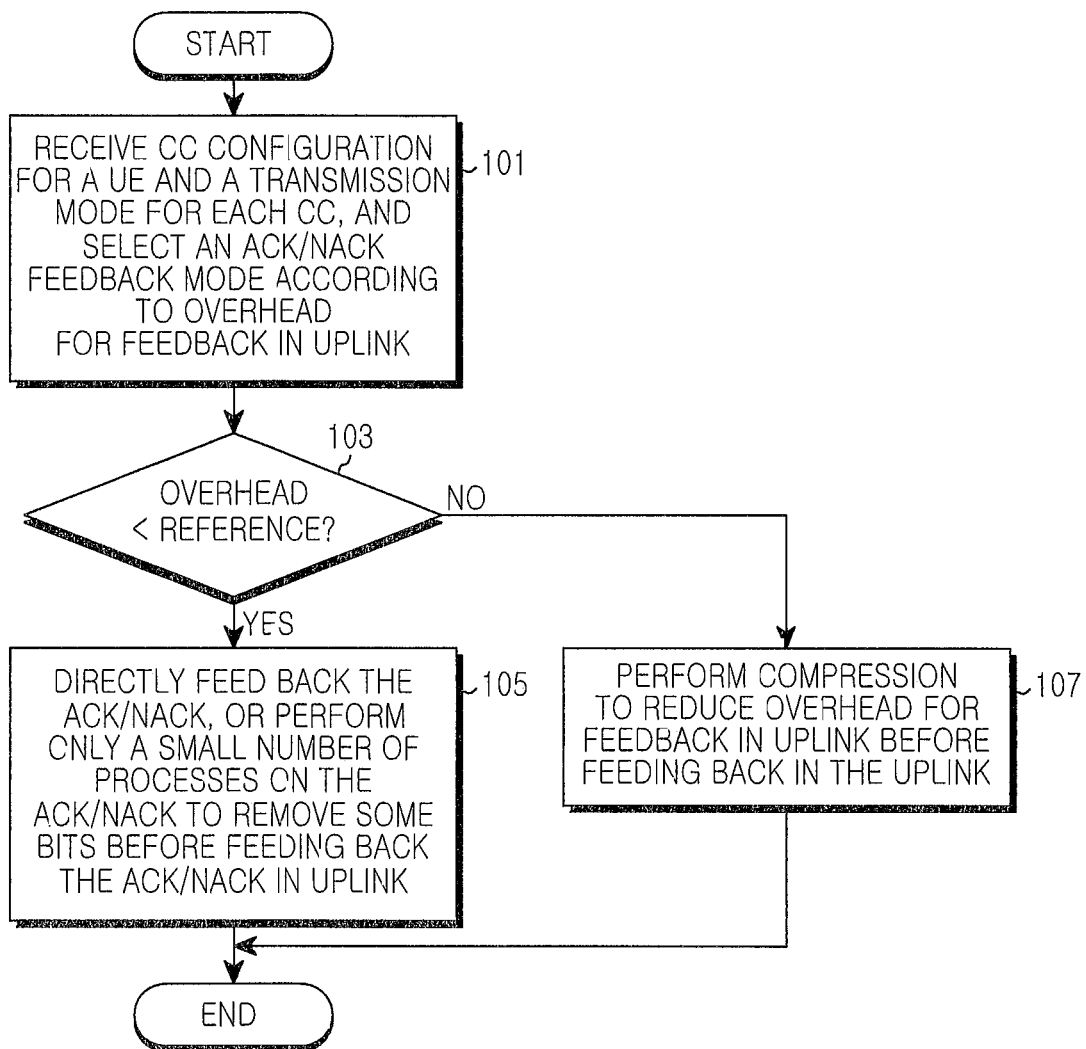 START
RECEIVE CC CONFIGURATION
FOR A UE AND A TRANSMISSION
MODE FOR EACH CC, AND
SELECT AN ACK/NACK
FEEDBACK MODE ACCORDING
TO OVERHEAD
FOR FEEDBACK IN UPLINK
101
103
OVERHEAD
< REFERENCE?
NO
YES
DIRECTLY FEED BACK THE
ACK/NACK, OR PERFORM
ONLY A SMALL NUMBER OF
PROCESSES ON THE
ACK/NACK TO REMOVE SOME
BITS BEFORE FEEDING BACK
THE ACK/NACK IN UPLINK
105
PERFORM COMPRESSION
TO REDUCE OVERHEAD FOR
FEEDBACK IN UPLINK BEFORE
FEEDING BACK IN THE UPLINK
107
END